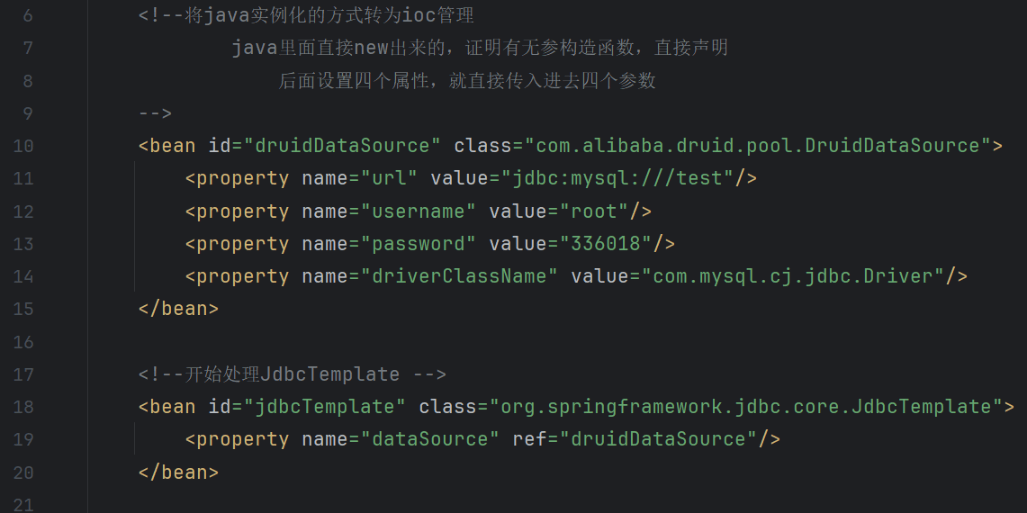 6 <!--将java实例化的方式转为ioc管理
7 java里面直接new出来的，证明有无参构造函数，直接声明
8 后面设置四个属性，就直接传入进去四个参数
9 -->
10 <bean id="druidDataSource" class="com.alibaba.druid.pool.DruidDataSource">
11 <property name="url" value="jdbc:mysql:///test"/>
12 <property name="username" value="root"/>
13 <property name="password" value="336018"/>
14 <property name="driverClassName" value="com.mysql.cj.jdbc.Driver"/>
15 </bean>
16
17 <!--开始处理JdbcTemplate -->
18 <bean id="jdbcTemplate" class="org.springframework.jdbc.core.JdbcTemplate">
19 <property name="dataSource" ref="druidDataSource"/>
20 </bean>
21